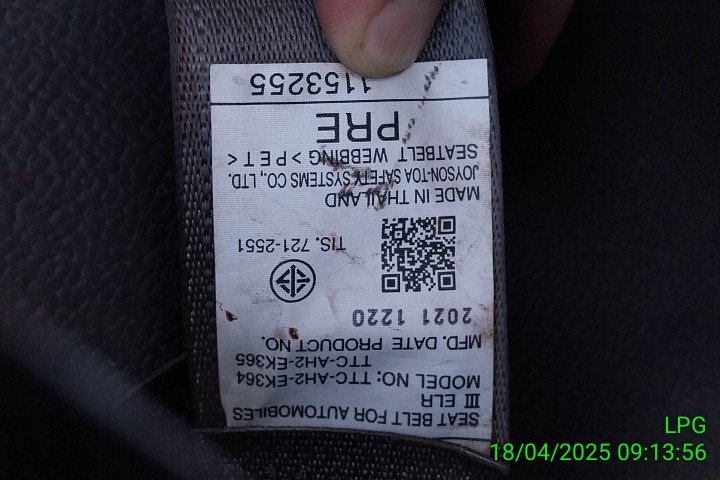 SEAT BELT FOR AUTOMOBILES
III ELR
MODEL NO: TTC-AH2-EK364
TTC-AH2-EK365
MFD. DATE PRODUCT NO.
2021 1220
TIS. 721-2551
MADE IN THAILAND
JOYSON-TOA SAFETY SYSTEMS CO., LTD.
SEATBELT WEBBING >PET<
PRE
1153255
LPG
18/04/2025 09:13:56